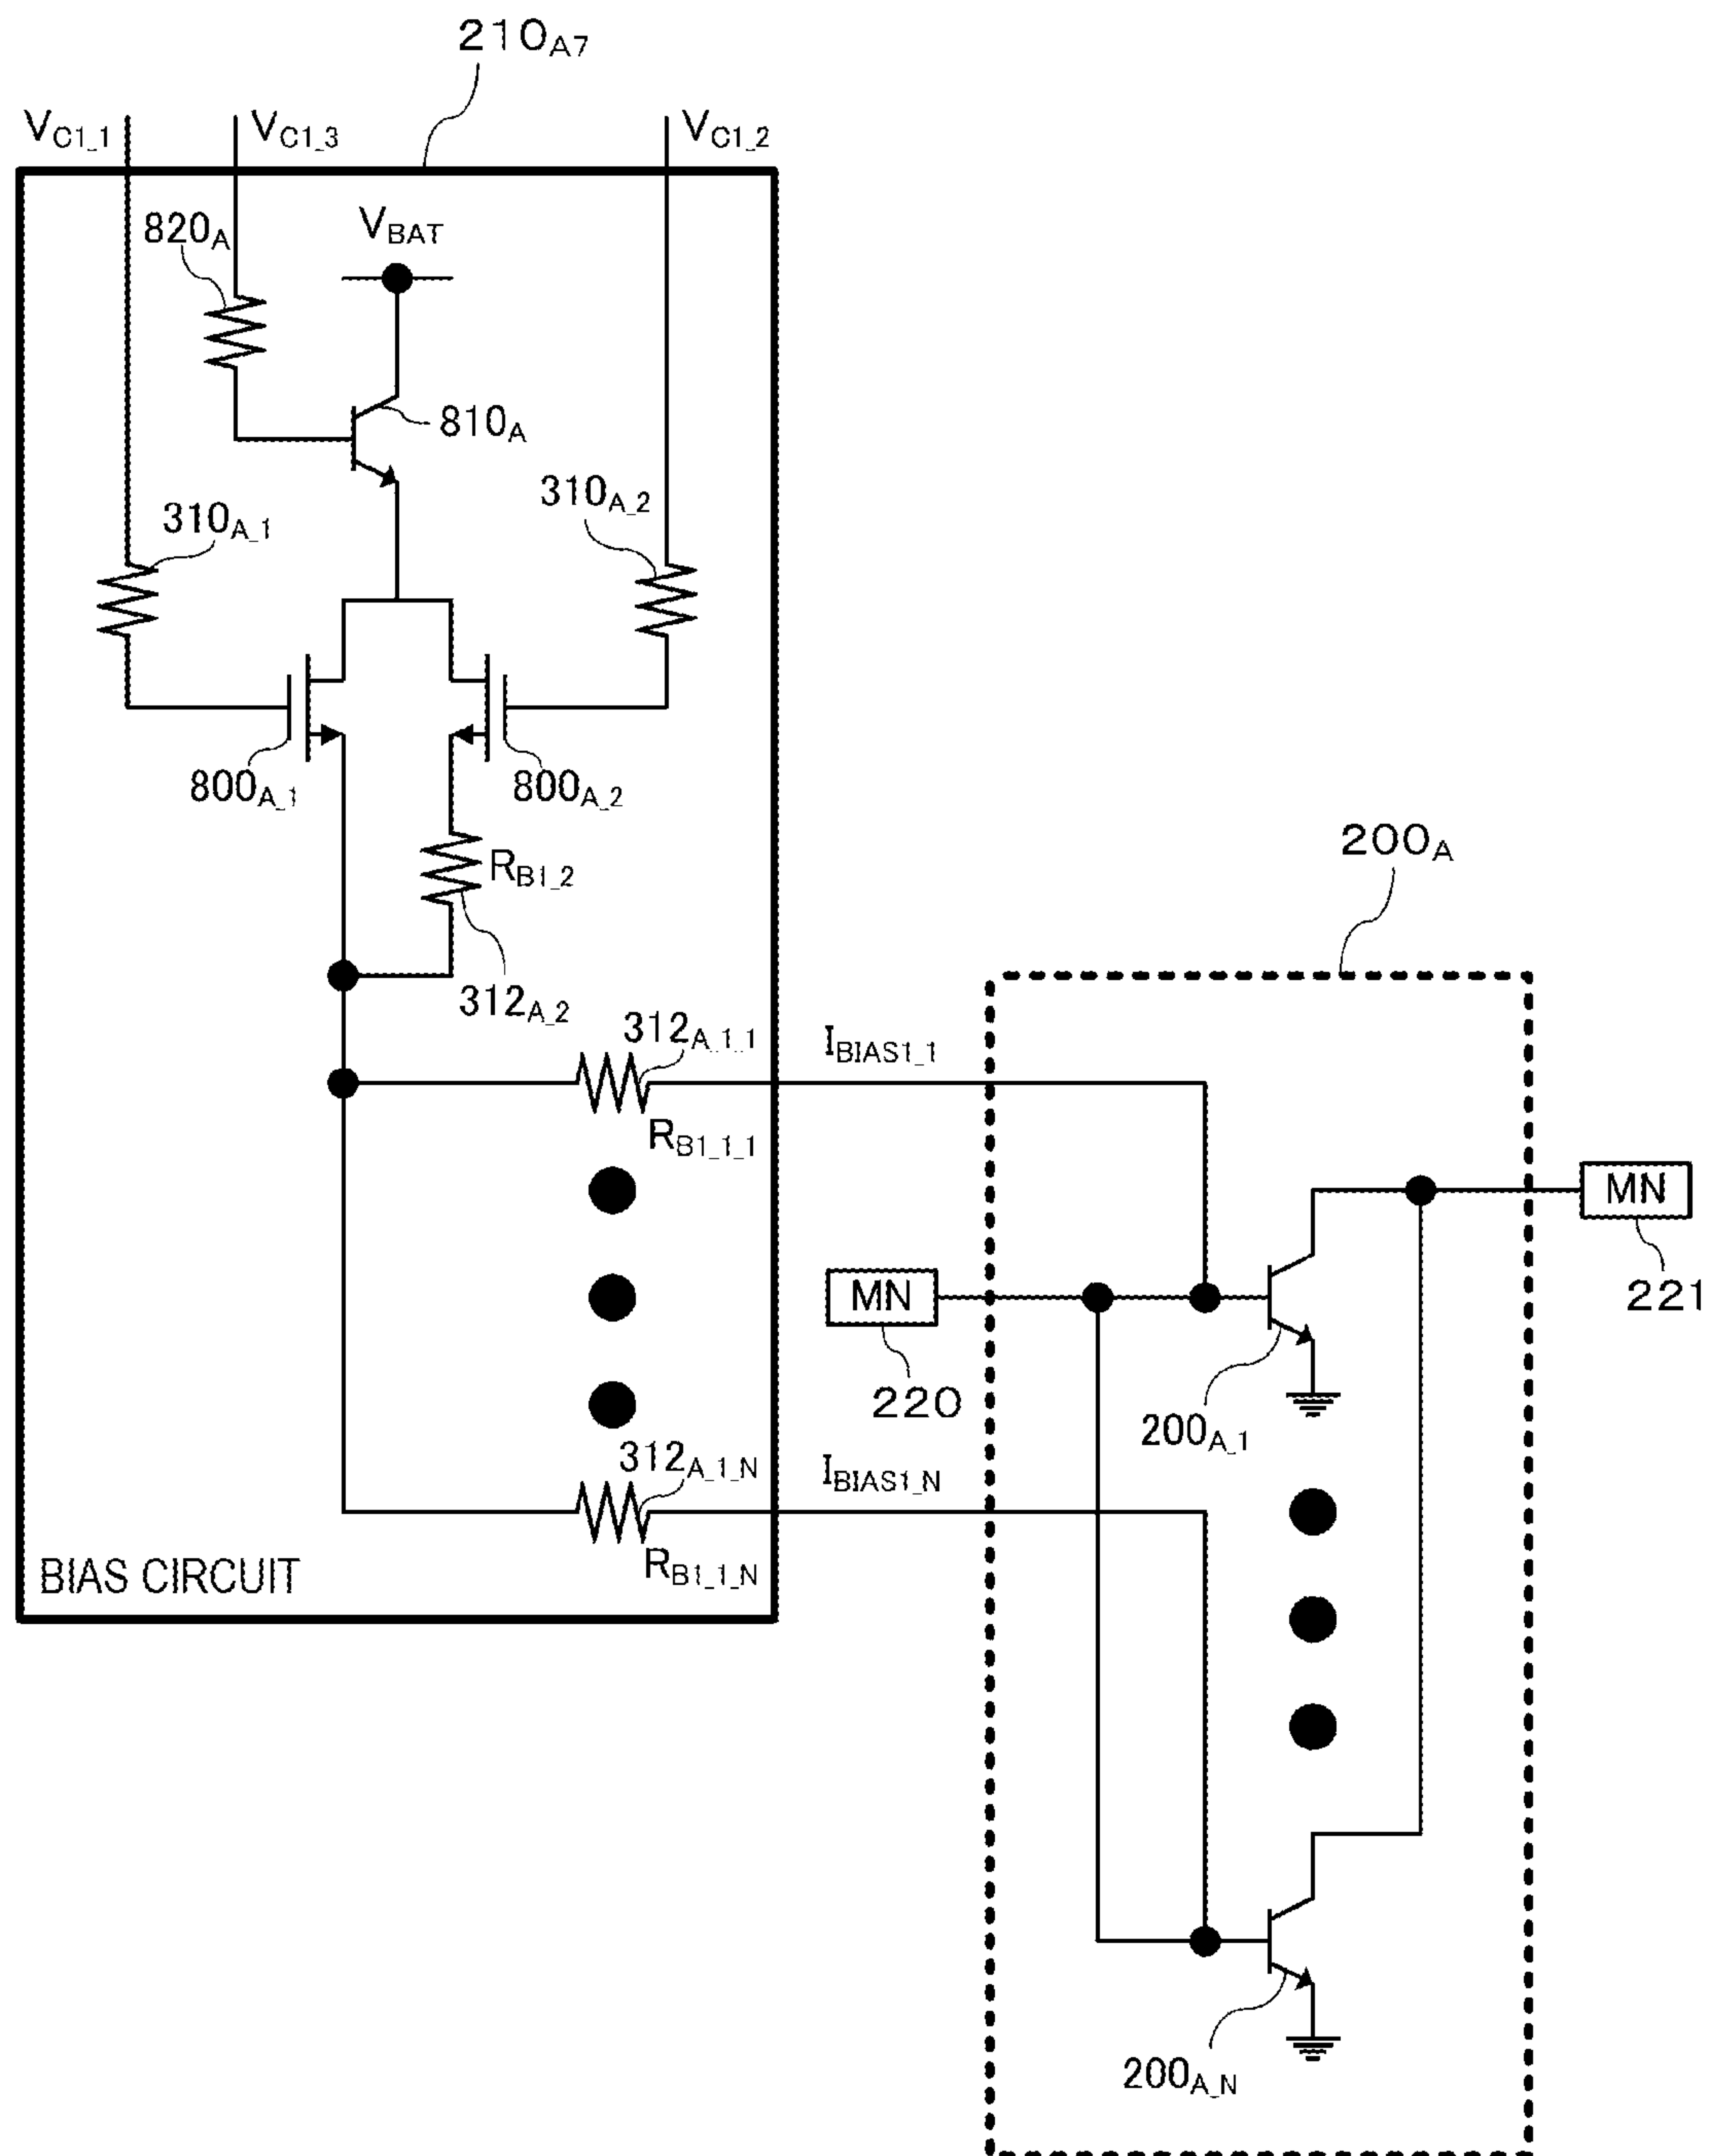 210A7
VC1_1
VC1_3
VC1_2
820A
VBAT
810A
310A_1
310A_2
800A_1
800A_2
RB1_2
312A_2
200A
312A_1_1
IBIAS1_1
RB1_1_1
MN
221
MN
220
200A_1
312A_1_N
IBIAS1_N
RB1_1_N
BIAS CIRCUIT
200A_N